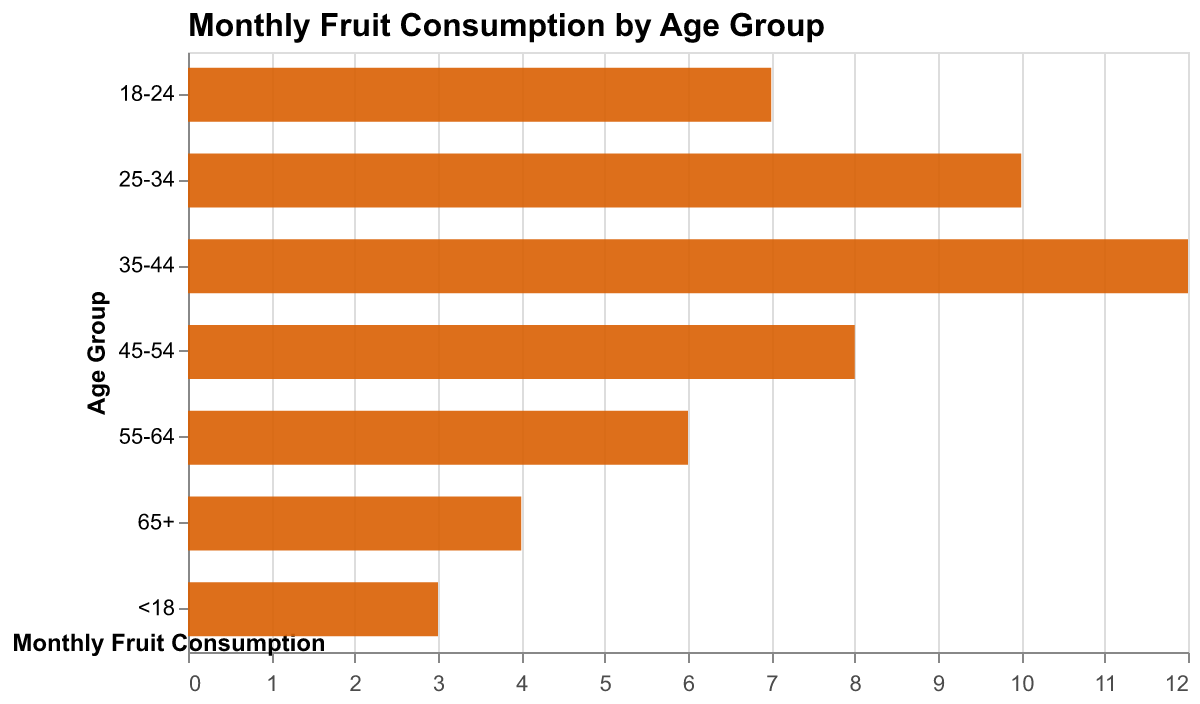 Monthly Fruit Consumption by Age Group
Age Group
18-24
25-34
35-44
45-54
55-64
65+
<18
Monthly Fruit Consumption
0 1 2 3 4 5 6 7 8 9 10 11 12